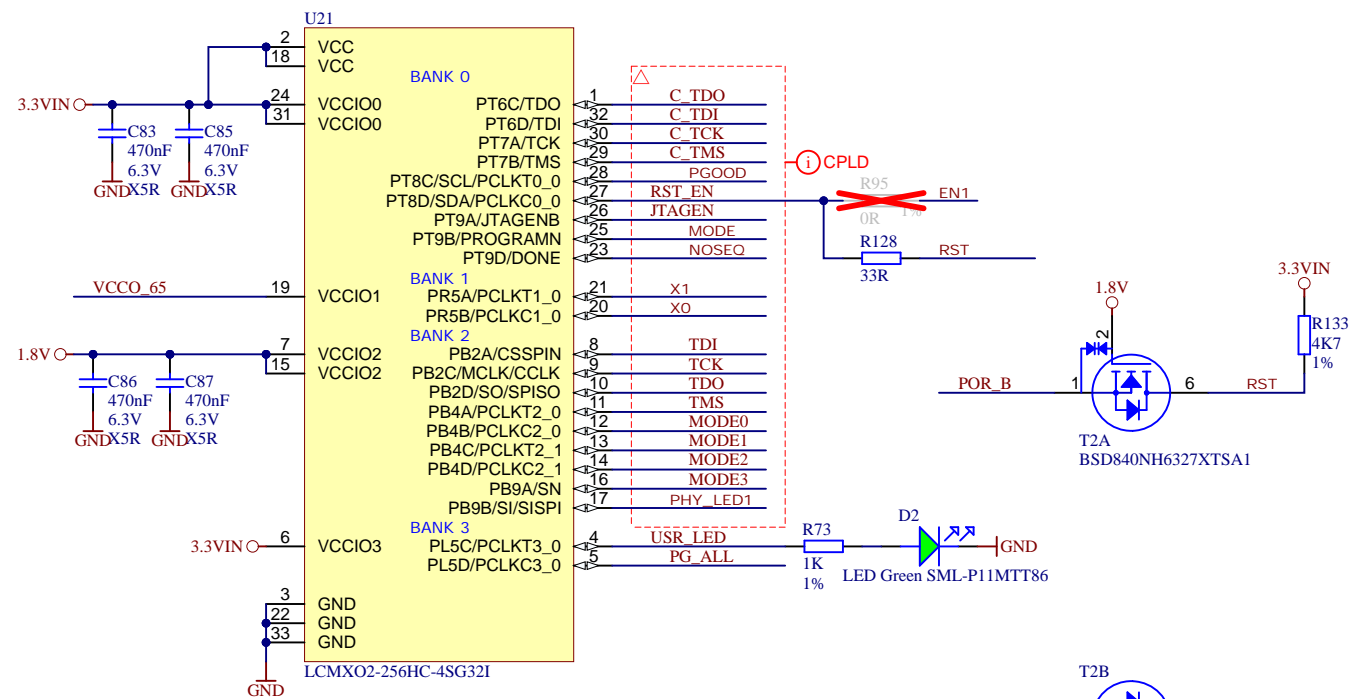 U21
2 VCC
18 VCC
BANK 0
3.3VIN 24 VCCIO0 PT6C/TDO 1 C_TDO
31 VCCIO0 PT6D/TDI 32 C_TDI
PT7A/TCK 30 C_TCK
PT7B/TMS 29 C_TMS
C83
470nF
6.3V
X5R
GND
C85
470nF
6.3V
X5R
GND
CPLD
PT8C/SCL/PCLKT0_0 28 PGOOD
PT8D/SDA/PCLKC0_0 27 RST_EN
R95
0R
1%
EN1
PT9A/JTAGENB 26 JTAGEN
PT9B/PROGRAMN 25 MODE
PT9D/DONE 23 NOSEQ
R128
33R
RST
BANK 1
VCCO_65 19 VCCIO1 PR5A/PCLKT1_0 21 X1
PR5B/PCLKC1_0 20 X0
BANK 2
1.8V 7 VCCIO2 PB2A/CSSPIN 8 TDI
15 VCCIO2 PB2C/MCLK/CCLK 9 TCK
PB2D/SO/SPISO 10 TDO
PB4A/PCLKT2_0 11 TMS
PB4B/PCLKC2_0 12 MODE0
PB4C/PCLKT2_1 13 MODE1
PB4D/PCLKC2_1 14 MODE2
PB9A/SN 16 MODE3
PB9B/SI/SISPI 17 PHY_LED1
C86
470nF
6.3V
X5R
GND
C87
470nF
6.3V
X5R
GND
BANK 3
3.3VIN 6 VCCIO3 PL5C/PCLKT3_0 4 USR_LED
PL5D/PCLKC3_0 5 PG_ALL
R73
1K
1%
D2
LED Green SML-P11MTT86
GND
3 GND
22 GND
33 GND
GND
LCMXO2-256HC-4SG32I
1.8V
2
POR_B 1 6 RST
3.3VIN
R133
4K7
1%
T2A
BSD840NH6327XTSA1
T2B